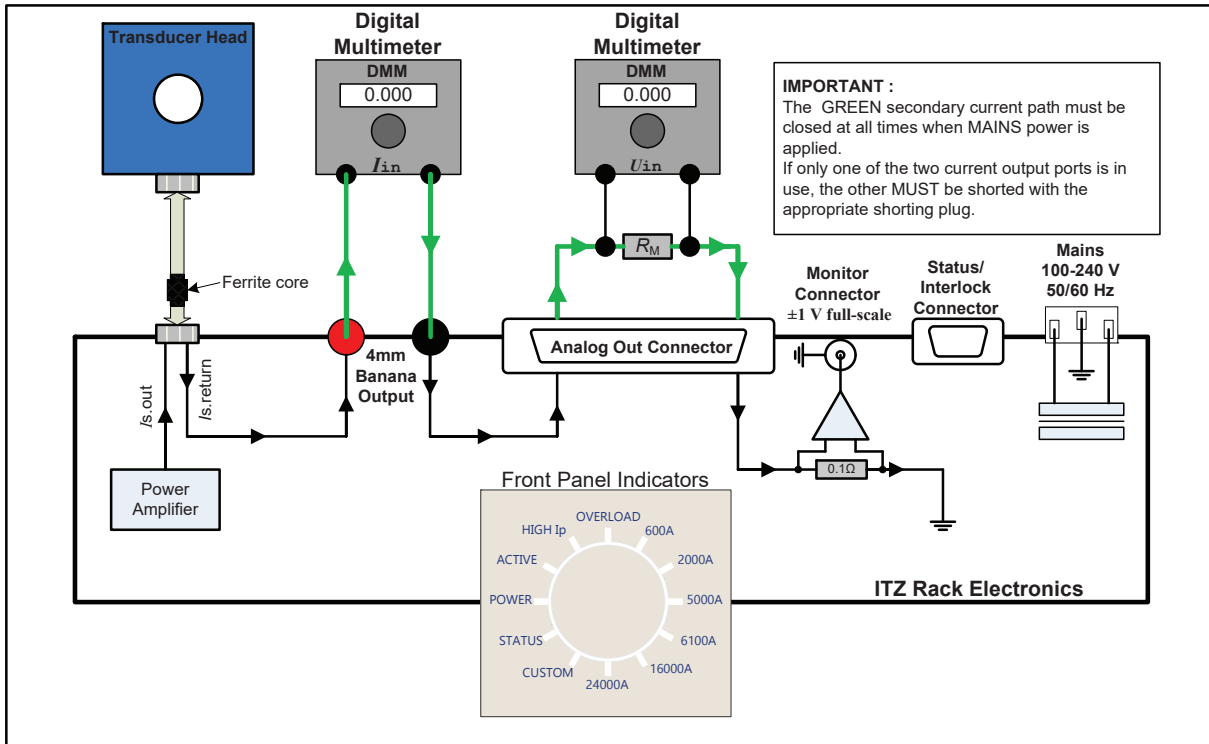 Transducer Head
Digital
Multimeter
DMM
0.000
Iin
Digital
Multimeter
DMM
0.000
Uin
IMPORTANT :
The GREEN secondary current path must be
closed at all times when MAINS power is
applied.
If only one of the two current output ports is in
use, the other MUST be shorted with the
appropriate shorting plug.
RM
Ferrite core
Monitor
Connector
±1 V full-scale
Status/
Interlock
Connector
Mains
100-240 V
50/60 Hz
Analog Out Connector
4mm
Banana
Output
Is.out
Is.return
Power
Amplifier
0.1Ω
Front Panel Indicators
OVERLOAD
HIGH Ip
600A
ACTIVE
2000A
POWER
5000A
STATUS
6100A
CUSTOM
16000A
24000A
ITZ Rack Electronics